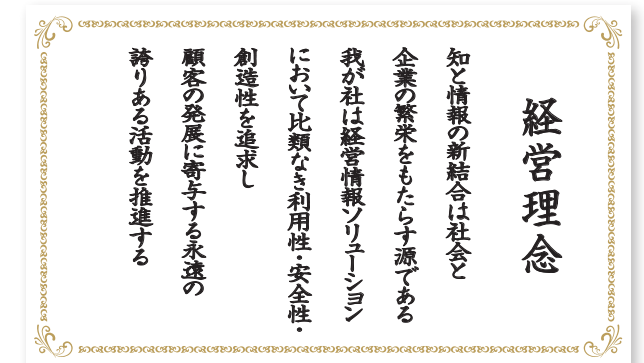 経営理念
知と情報の新結合は社会と
企業の繁栄をもたらす源である
我が社は経営情報ソリューション
において比類なき利用性・安全性・
創造性を追求し
顧客の発展に寄与する永遠の
誇りある活動を推進する